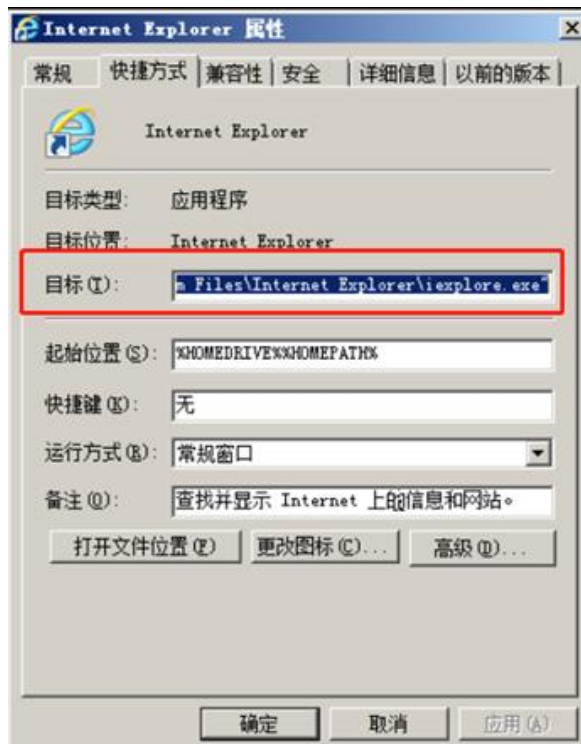 Internet Explorer 属性
常规 快捷方式 兼容性 安全 详细信息 以前的版本
Internet Explorer
目标类型: 应用程序
目标位置: Internet Explorer
目标(T): m Files\Internet Explorer\iexplore.exe"
起始位置(S): %HOMEDRIVE%%HOMEPATH%
快捷键(K): 无
运行方式(R): 常规窗口
备注(O): 查找并显示 Internet 上的信息和网站。
打开文件位置(F) 更改图标(C)... 高级(D)...
确定 取消 应用(A)